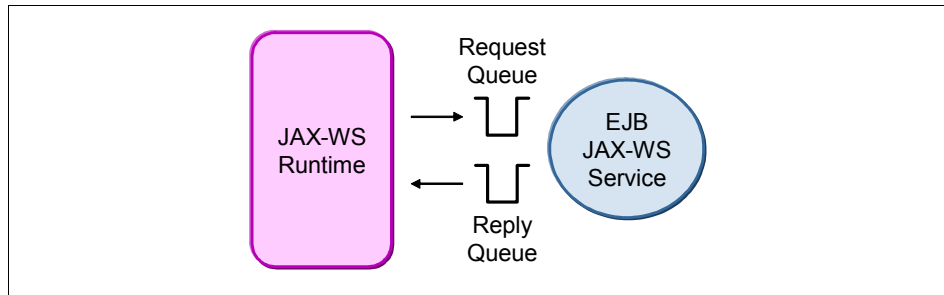 JAX-WS
Runtime
Request
Queue
Reply
Queue
EJB
JAX-WS
Service